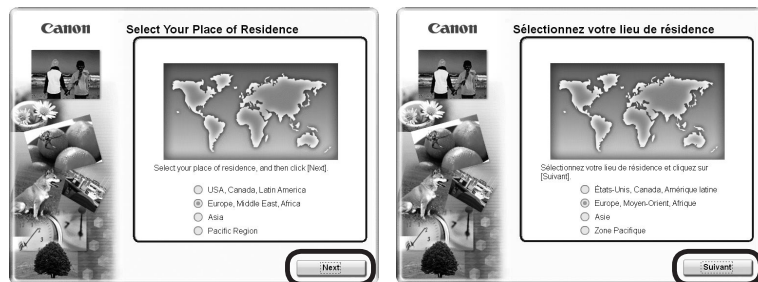 Canon
Select Your Place of Residence
Select your place of residence, and then click [Next].
USA, Canada, Latin America
Europe, Middle East, Africa
Asia
Pacific Region
Next
Canon
Sélectionnez votre lieu de résidence
Sélectionnez votre lieu de résidence et cliquez sur
[Suivant].
États-Unis, Canada, Amérique latine
Europe, Moyen-Orient, Afrique
Asie
Zone Pacifique
Suivant